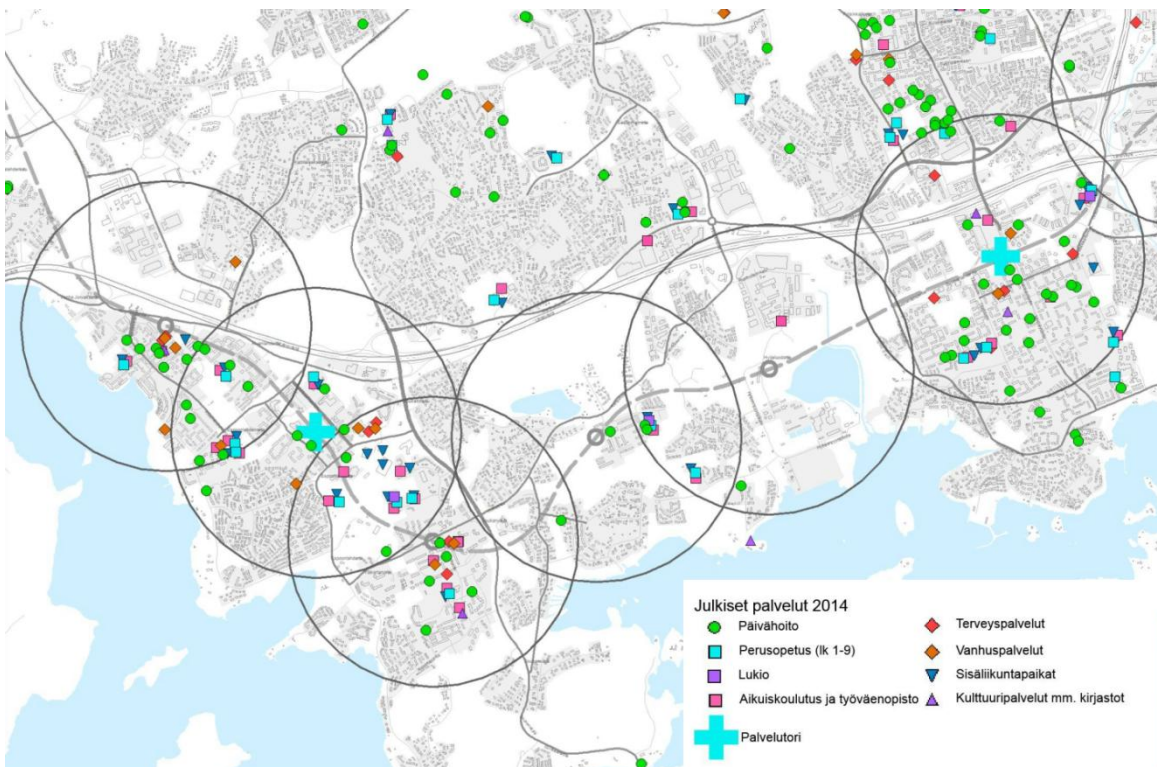 Julkiset palvelut 2014
Päivähoito
Perusopetus (lk 1-9)
Lukio
Aikuiskoulutus ja työväenopisto
Palvelutori
Terveyspalvelut
Vanhuspalvelut
Sisäliikuntapaikat
Kulttuuripalvelut mm. kirjastot